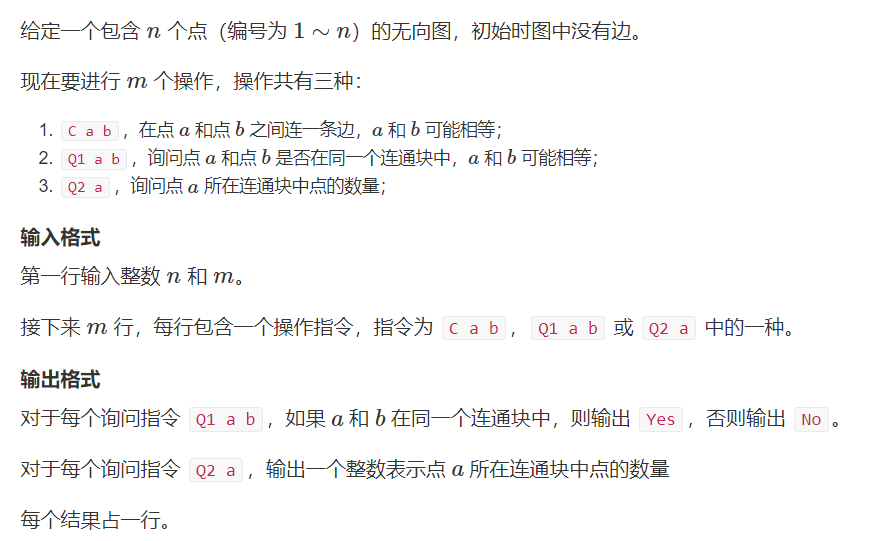 给定一个包含 n 个点（编号为 1 ∼ n）的无向图，初始时图中没有边。
现在要进行 m 个操作，操作共有三种：
1. C a b，在点 a 和点 b 之间连一条边，a 和 b 可能相等；
2. Q1 a b，询问点 a 和点 b 是否在同一个连通块中，a 和 b 可能相等；
3. Q2 a，询问点 a 所在连通块中点的数量；
输入格式
第一行输入整数 n 和 m。
接下来 m 行，每行包含一个操作指令，指令为 C a b，Q1 a b 或 Q2 a 中的一种。
输出格式
对于每个询问指令 Q1 a b，如果 a 和 b 在同一个连通块中，则输出 Yes，否则输出 No。
对于每个询问指令 Q2 a，输出一个整数表示点 a 所在连通块中点的数量
每个结果占一行。